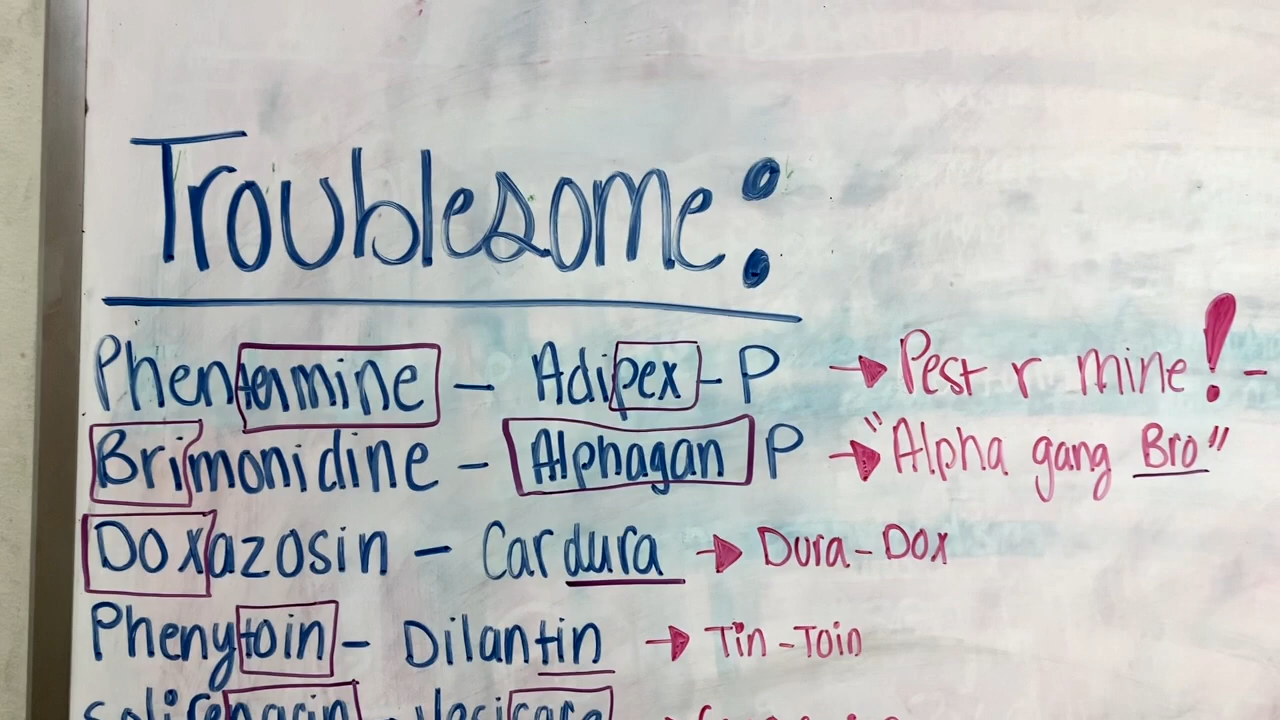 Troublesome:
Phentermine - Adipex-P → Pest r mine! -
Brimonidine - Alphagan P → "Alpha gang Bro"
Doxazosin - Cardura → Dura-Dox
Phenytoin - Dilantin → Tin-Toin